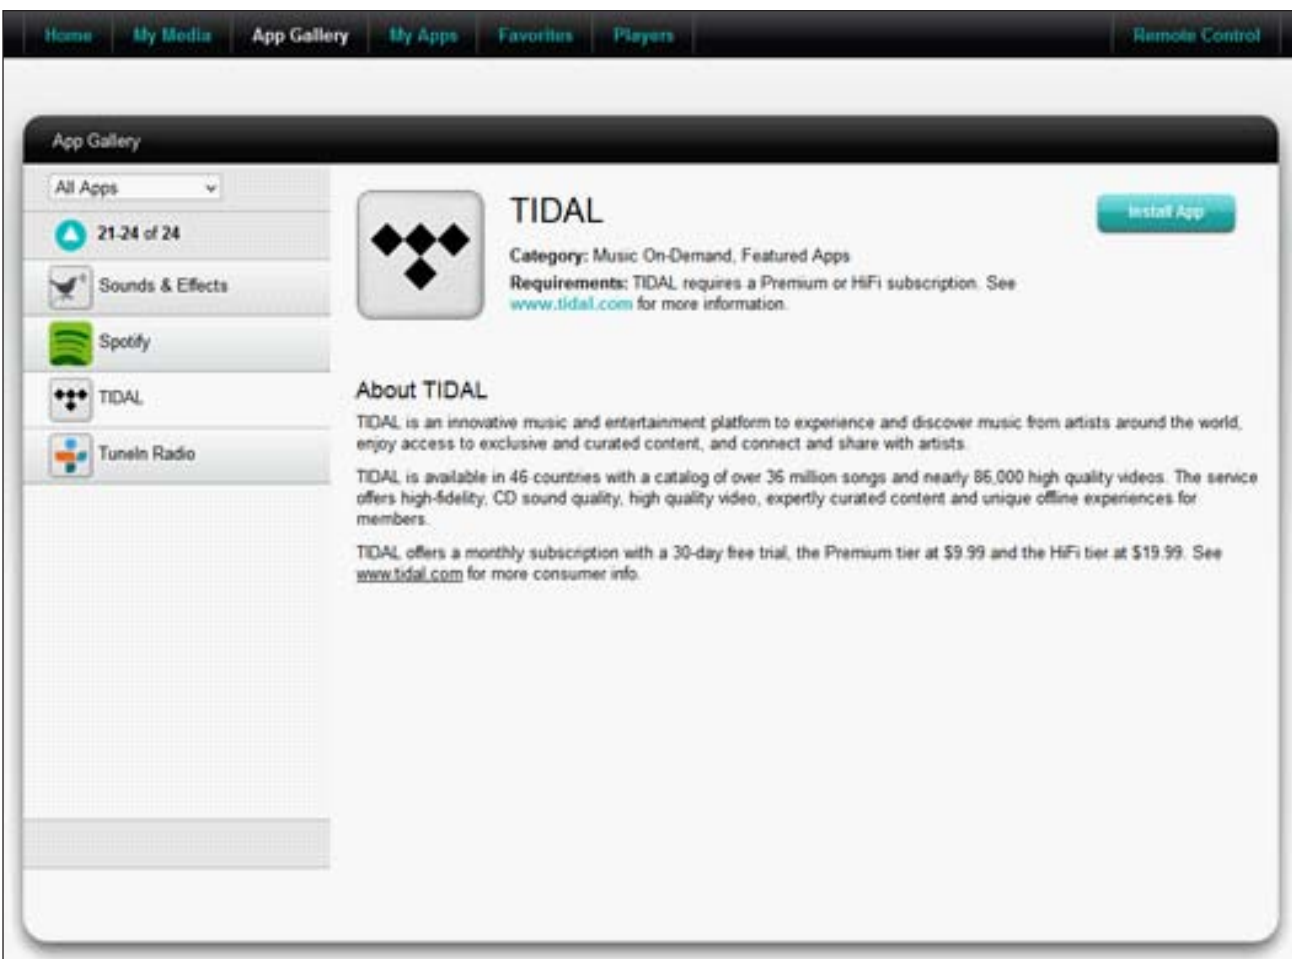 Home My Media App Gallery My Apps Favorites Players Remote Control
App Gallery
All Apps
21-24 of 24
Sounds & Effects
Spotify
TIDAL
TuneIn Radio
TIDAL
Install App
Category: Music On-Demand, Featured Apps
Requirements: TIDAL requires a Premium or HiFi subscription. See
www.tidal.com for more information.
About TIDAL
TIDAL is an innovative music and entertainment platform to experience and discover music from artists around the world,
enjoy access to exclusive and curated content, and connect and share with artists.
TIDAL is available in 46 countries with a catalog of over 36 million songs and nearly 86,000 high quality videos. The service
offers high-fidelity, CD sound quality, high quality video, expertly curated content and unique offline experiences for
members.
TIDAL offers a monthly subscription with a 30-day free trial, the Premium tier at $9.99 and the HiFi tier at $19.99. See
www.tidal.com for more consumer info.